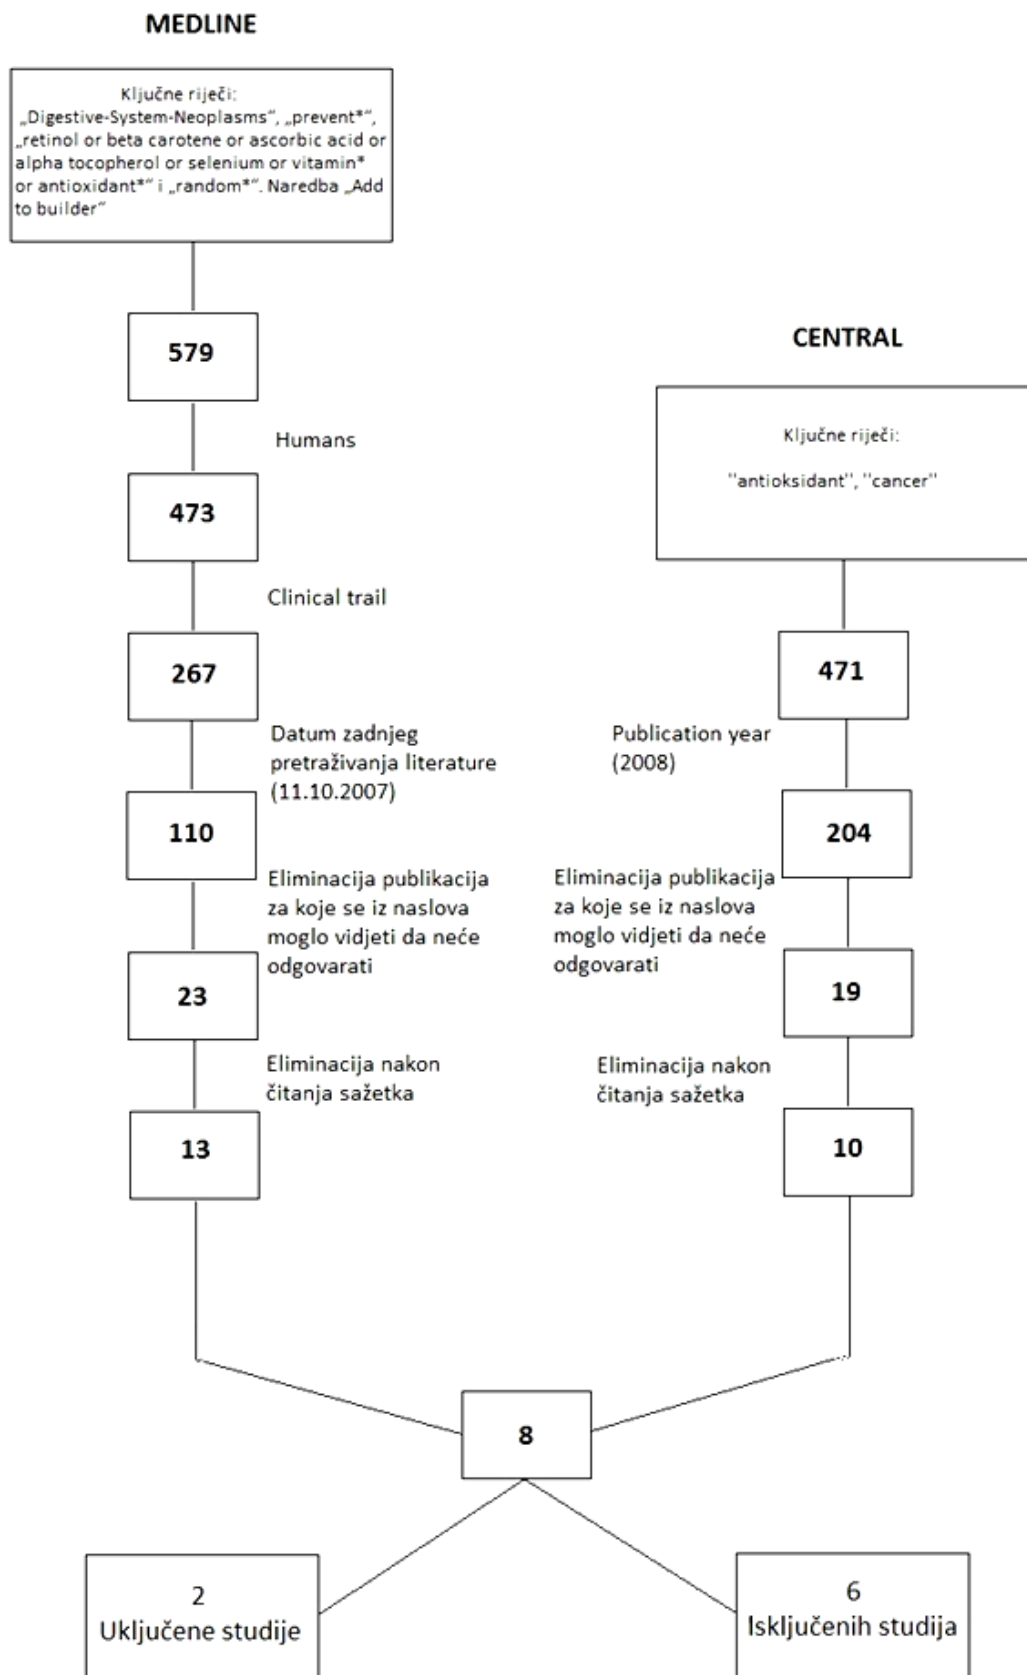 MEDLINE
Ključne riječi:
„Digestive-System-Neoplasms“, „prevent*“,
„retinol or beta carotene or ascorbic acid or
alpha tocopherol or selenium or vitamin*
or antioxidant*“ i „random*“. Naredba „Add
to builder“
579
Humans
473
Clinical trail
267
Datum zadnjeg
pretraživanja literature
(11.10.2007)
110
Eliminacija publikacija
za koje se iz naslova
moglo vidjeti da neće
odgovarati
23
Eliminacija nakon
čitanja sažetka
13
CENTRAL
Ključne riječi:
"antioksidant", "cancer"
471
Publication year
(2008)
204
Eliminacija publikacija
za koje se iz naslova
moglo vidjeti da neće
odgovarati
19
Eliminacija nakon
čitanja sažetka
10
8
2
Uključene studije
6
Isključenih studija